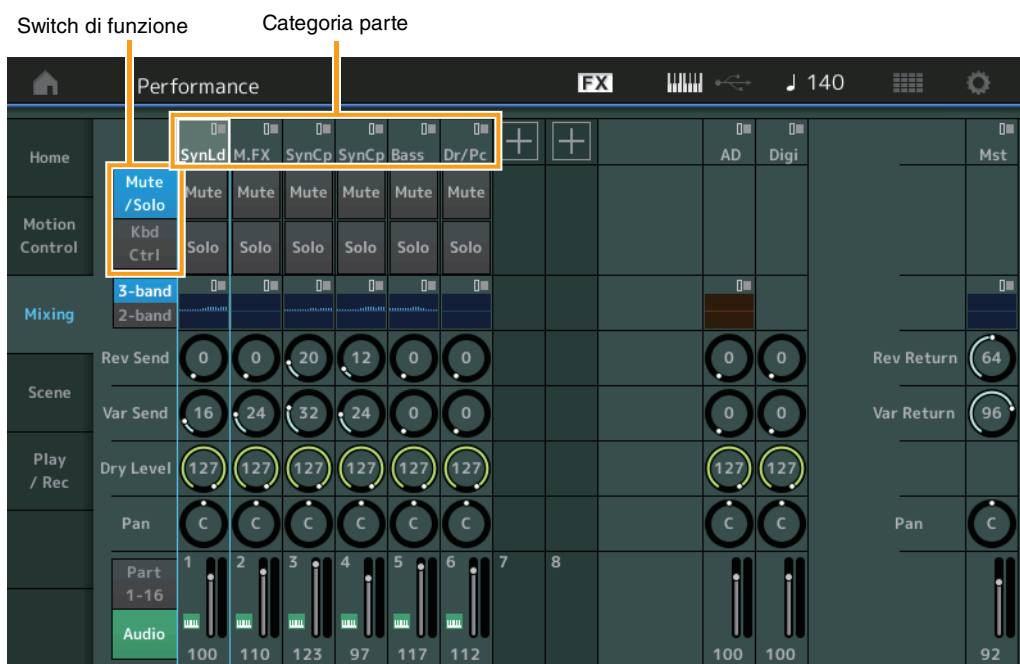 Switch di funzione
Categoria parte
Performance
FX
140
Home
Motion
Control
Mixing
Scene
Play
/ Rec
SynLd M.FX SynCp SynCp Bass Dr/Pc AD Digi Mst
Mute
/Solo
Kbd
Ctrl
Mute Mute Mute Mute Mute Mute
Solo Solo Solo Solo Solo Solo
3-band
2-band
Rev Send 0 0 20 12 0 0 0 0 Rev Return 64
Var Send 16 24 32 24 0 0 0 0 Var Return 96
Dry Level 127 127 127 127 127 127 127 127
Pan C C C C C C C C Pan C
Part
1-16
Audio
1 2 3 4 5 6 7 8
100 110 123 97 117 112 100 100 92